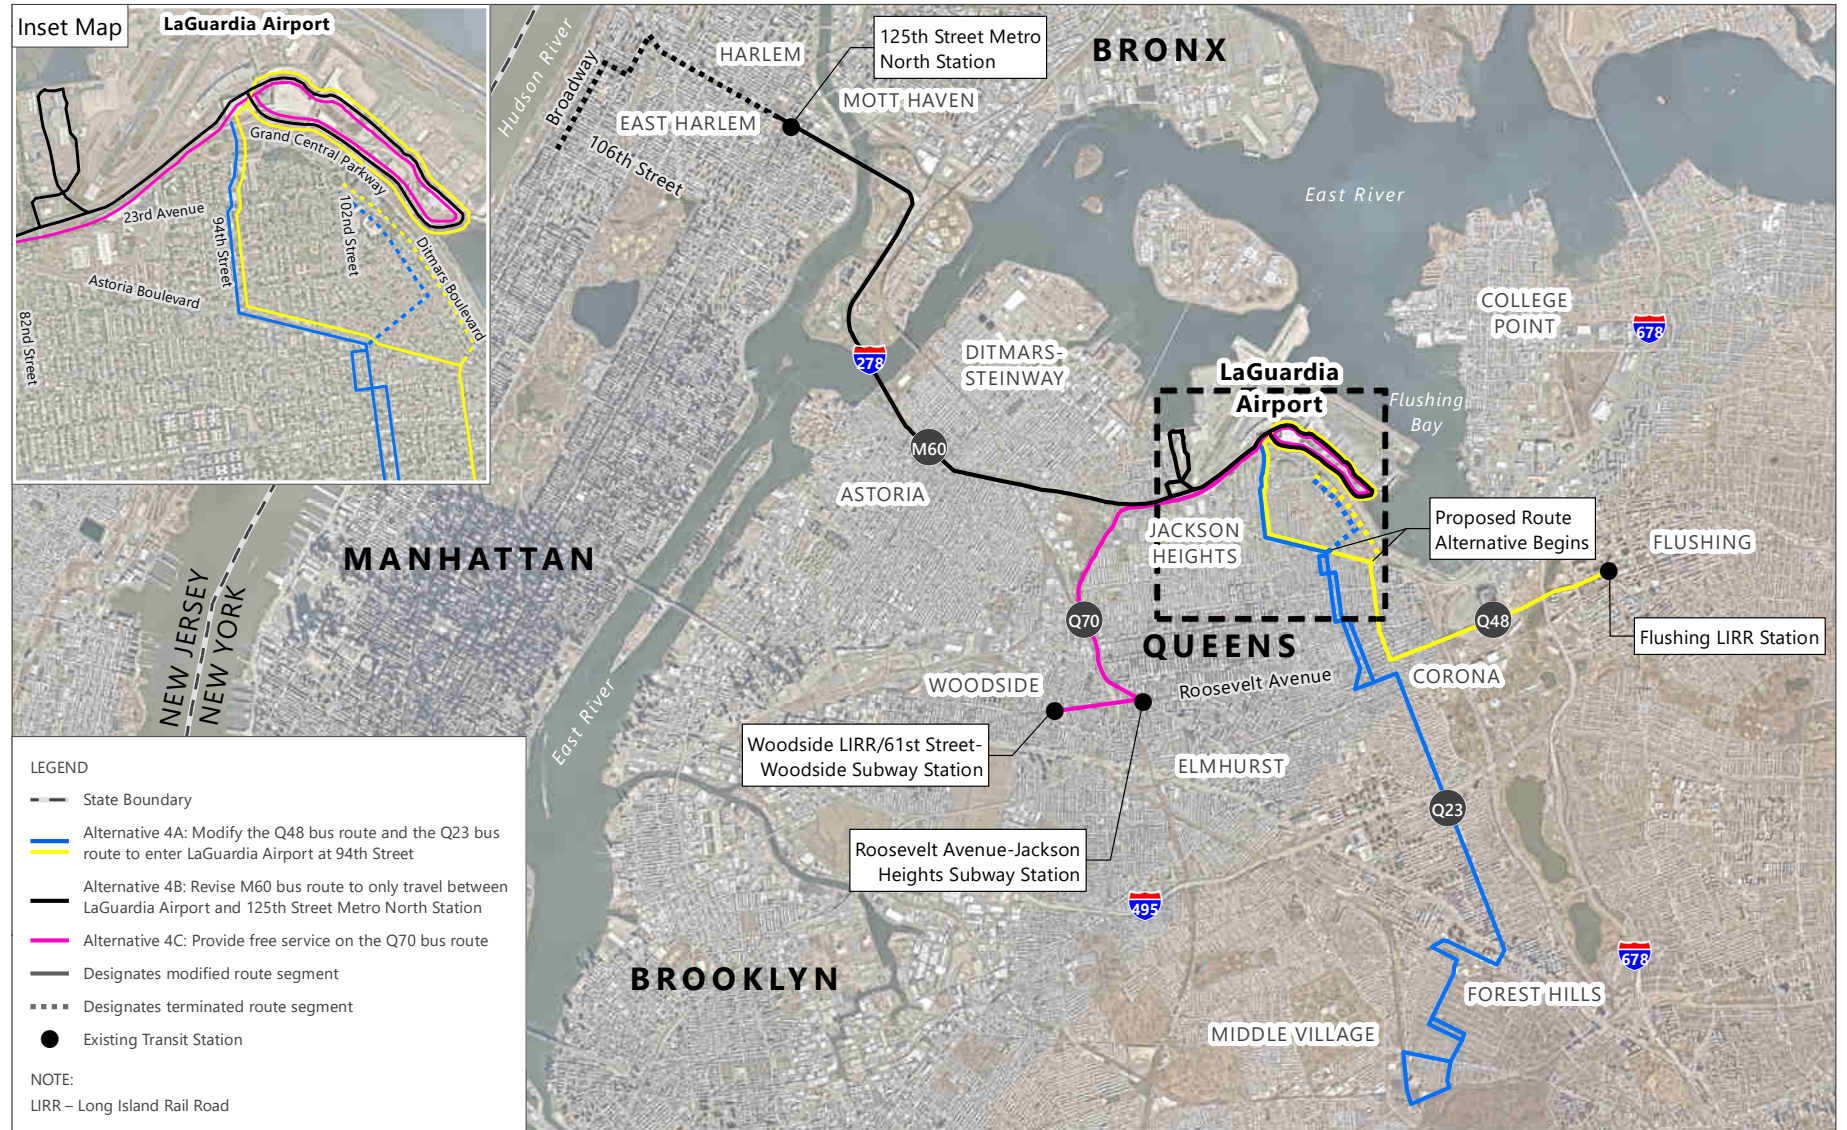 Inset Map
LaGuardia Airport
Grand Central Parkway
23rd Avenue
94th Street
102nd Street
Ditmars Boulevard
Astoria Boulevard
82nd Street
Hudson River
Broadway
HARLEM
125th Street Metro
North Station
BRONX
MOTT HAVEN
EAST HARLEM
106th Street
East River
COLLEGE
POINT
678
278
DITMARS-
STEINWAY
LaGuardia
Airport
Flushing
Bay
M60
ASTORIA
JACKSON
HEIGHTS
Proposed Route
Alternative Begins
FLUSHING
MANHATTAN
NEW JERSEY
NEW YORK
Q70
Q48
QUEENS
Flushing LIRR Station
WOODSIDE
Roosevelt Avenue
CORONA
East River
Woodside LIRR/61st Street-
Woodside Subway Station
ELMHURST
Q23
Roosevelt Avenue-Jackson
Heights Subway Station
495
678
BROOKLYN
FOREST HILLS
MIDDLE VILLAGE
LEGEND
State Boundary
Alternative 4A: Modify the Q48 bus route and the Q23 bus
route to enter LaGuardia Airport at 94th Street
Alternative 4B: Revise M60 bus route to only travel between
LaGuardia Airport and 125th Street Metro North Station
Alternative 4C: Provide free service on the Q70 bus route
Designates modified route segment
Designates terminated route segment
Existing Transit Station
NOTE:
LIRR – Long Island Rail Road